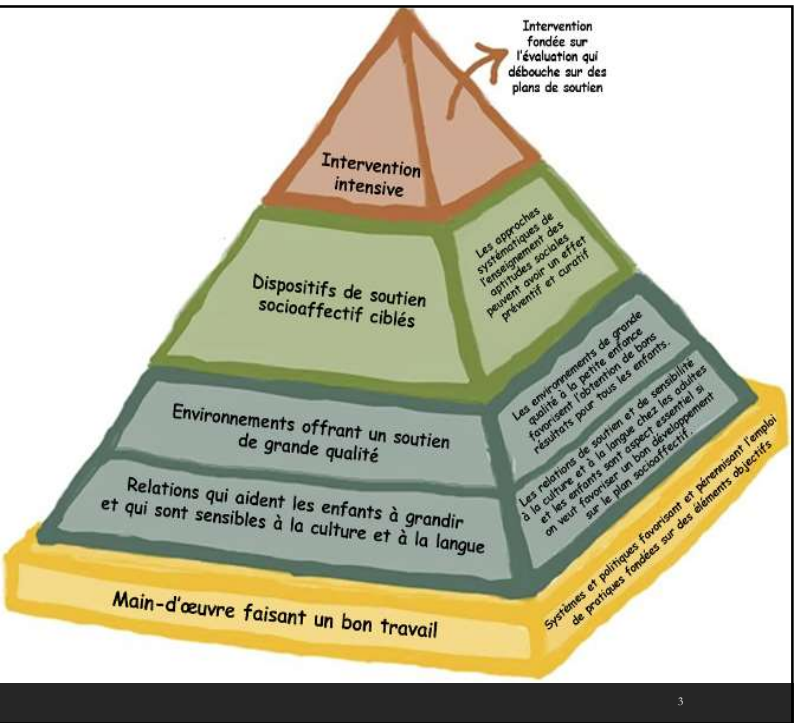 Intervention
fondée sur
l'évaluation qui
débouche sur des
plans de soutien
Intervention
intensive
Les approches
systématiques de
l'enseignement des
aptitudes sociales
peuvent avoir un effet
préventif et curatif
Dispositifs de soutien
socioaffectif ciblés
Les environnements de grande
qualité à la petite enfance
favorisent l'obtention de bons
résultats pour tous les enfants.
Environnements offrant un soutien
de grande qualité
Les relations de soutien et de sensibilité
à la culture et à la langue chez les adultes
et les enfants sont aspect essentiel si
on veut favoriser un bon développement
sur le plan socioaffectif.
Relations qui aident les enfants à grandir
et qui sont sensibles à la culture et à la langue
Systèmes et politiques favorisant et pérennisant l'emploi
de pratiques fondées sur des éléments objectifs
Main-d'œuvre faisant un bon travail
3